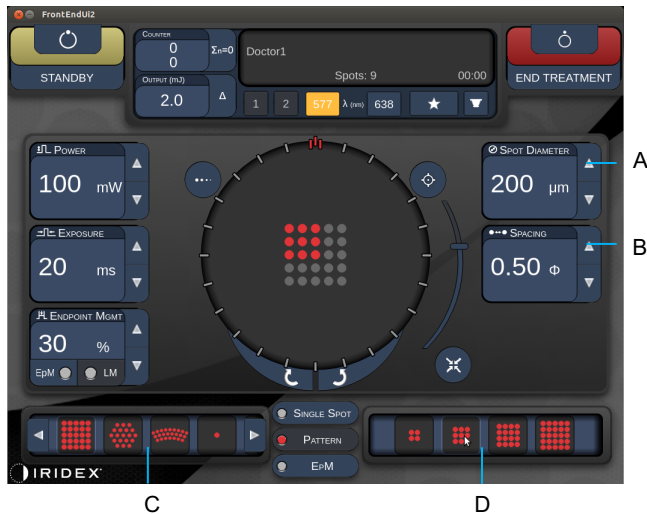 FrontEndUi2
STANDBY
COUNTER
0
0
Σn=0
OUTPUT (mJ)
2.0
Δ
Doctor1
Spots: 9
00:00
1
2
577
λ (nm)
638
END TREATMENT
POWER
100 mW
EXPOSURE
20 ms
ENDPOINT MGMT
30 %
EPM
LM
SPOT DIAMETER
200 µm
A
SPACING
0.50 Φ
B
SINGLE SPOT
PATTERN
EPM
IRIDEX
C
D